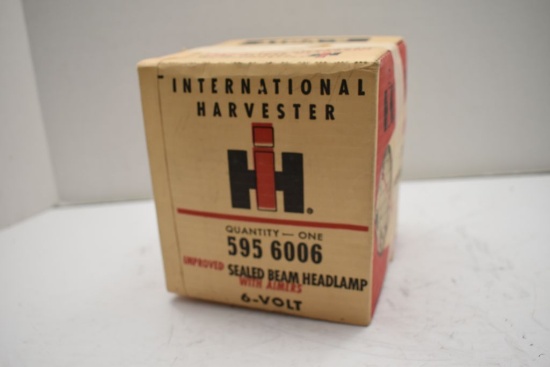 INTERNATIONAL
HARVESTER
IH®
QUANTITY — ONE
595 6006
IMPROVED SEALED BEAM HEADLAMP
WITH AIMERS
6-VOLT